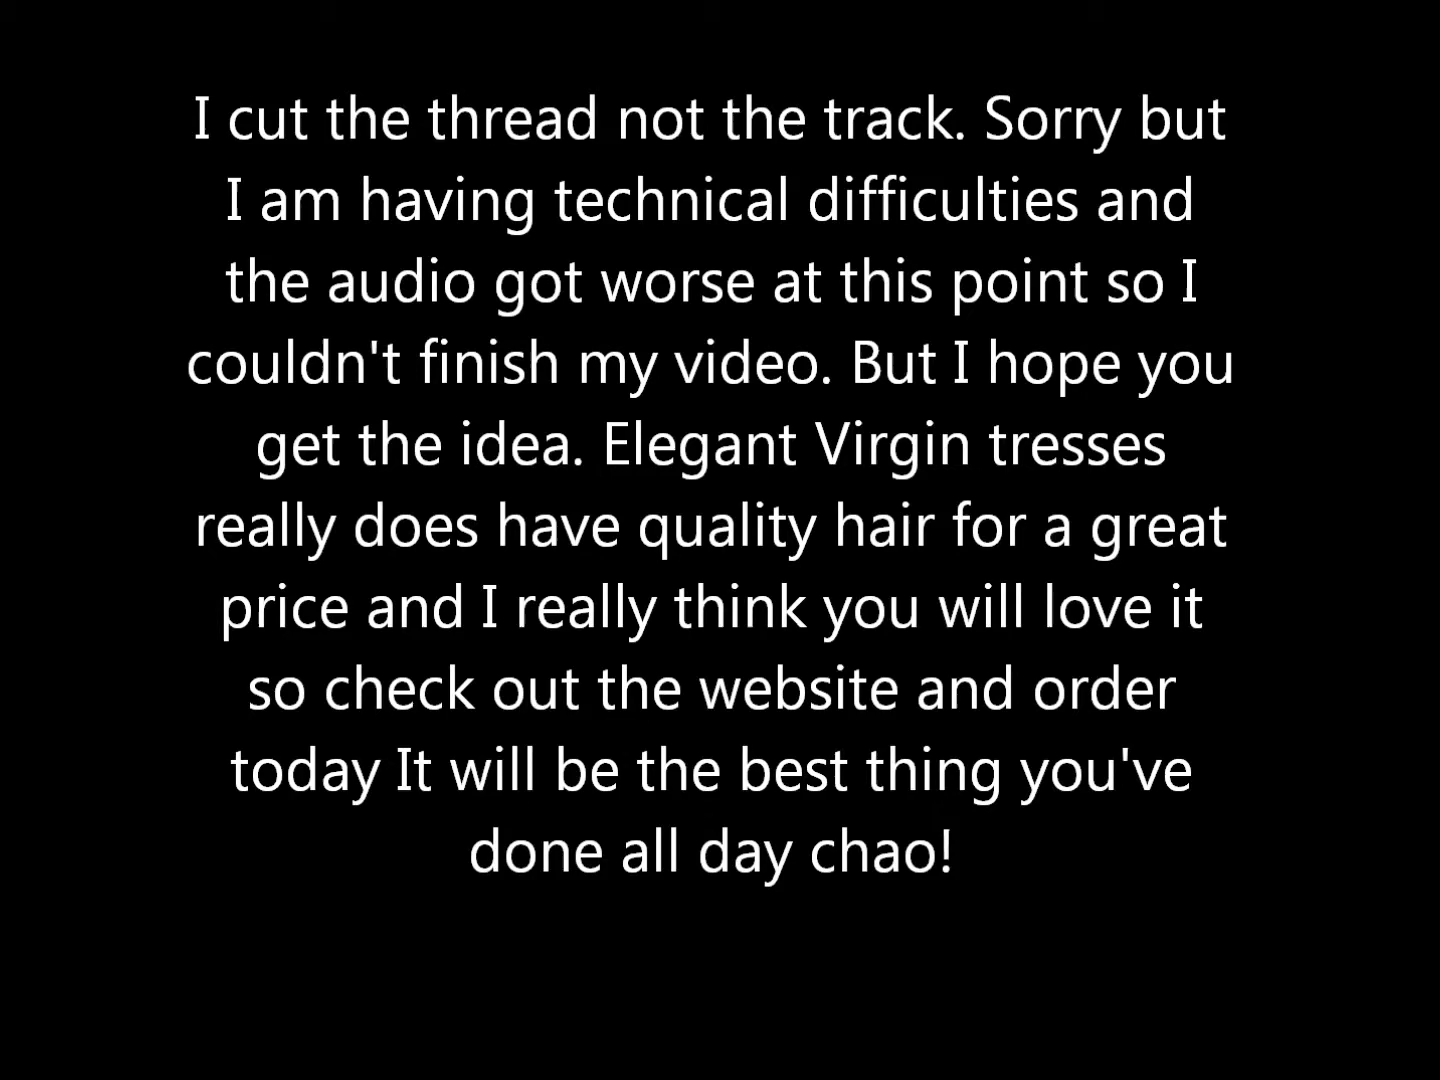 I cut the thread not the track. Sorry but
I am having technical difficulties and
the audio got worse at this point so I
couldn't finish my video. But I hope you
get the idea. Elegant Virgin tresses
really does have quality hair for a great
price and I really think you will love it
so check out the website and order
today It will be the best thing you've
done all day chao!